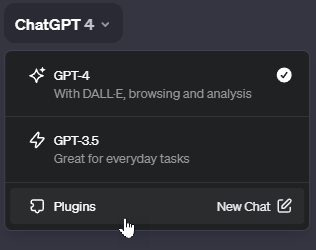 ChatGPT 4
GPT-4
With DALL·E, browsing and analysis
GPT-3.5
Great for everyday tasks
Plugins New Chat